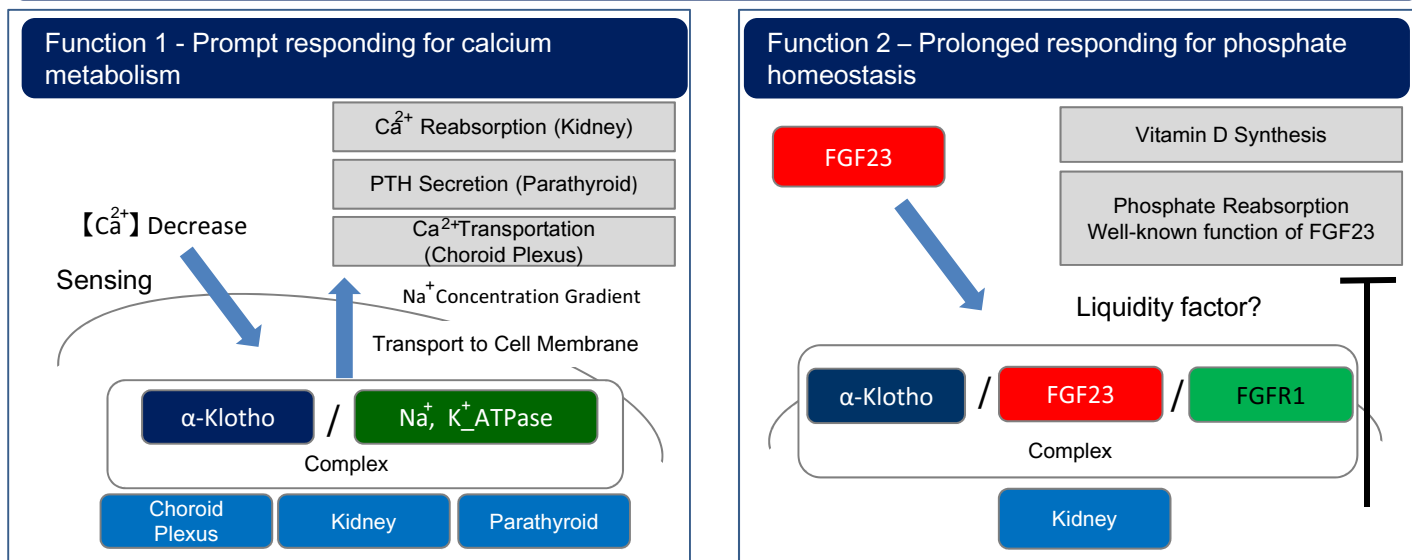 Function 1 - Prompt responding for calcium
metabolism
Ca2+ Reabsorption (Kidney)
PTH Secretion (Parathyroid)
Ca2+Transportation
(Choroid Plexus)
【Ca2+】Decrease
Sensing
Na+Concentration Gradient
Transport to Cell Membrane
α-Klotho / Na+, K+_ATPase
Complex
Choroid
Plexus
Kidney
Parathyroid
Function 2 – Prolonged responding for phosphate
homeostasis
FGF23
Vitamin D Synthesis
Phosphate Reabsorption
Well-known function of FGF23
Liquidity factor?
α-Klotho / FGF23 / FGFR1
Complex
Kidney